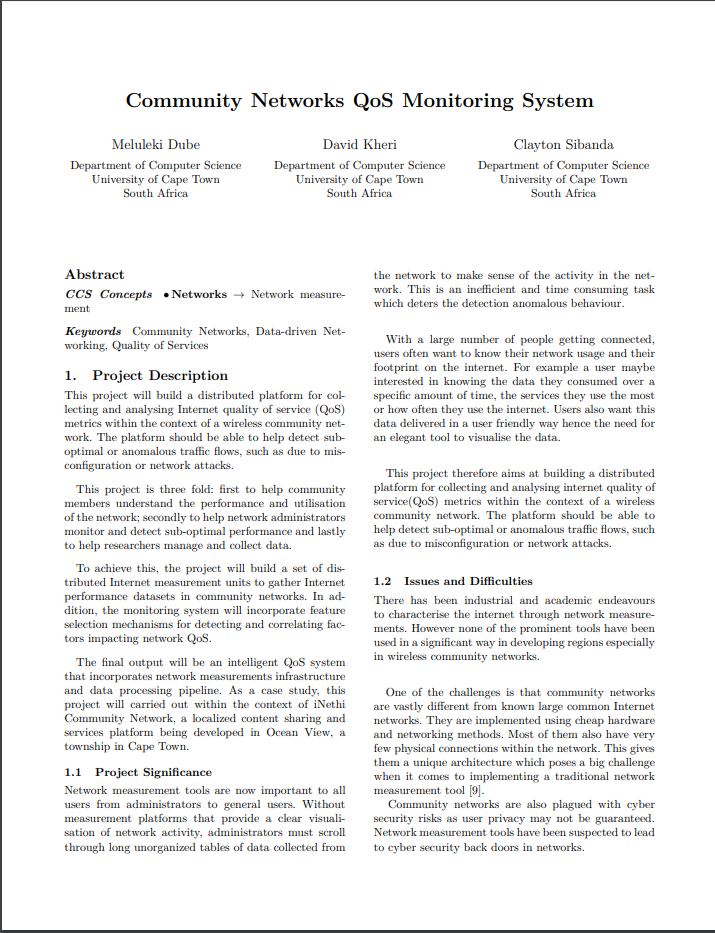 Community Networks QoS Monitoring System
Meluleki Dube
Department of Computer Science
University of Cape Town
South Africa
David Kheri
Department of Computer Science
University of Cape Town
South Africa
Clayton Sibanda
Department of Computer Science
University of Cape Town
South Africa
Abstract
CCS Concepts • Networks → Network measure-
ment
Keywords Community Networks, Data-driven Net-
working, Quality of Services
1. Project Description
This project will build a distributed platform for col-
lecting and analysing Internet quality of service (QoS)
metrics within the context of a wireless community net-
work. The platform should be able to help detect sub-
optimal or anomalous traffic flows, such as due to mis-
configuration or network attacks.
This project is three fold: first to help community
members understand the performance and utilisation
of the network; secondly to help network administrators
monitor and detect sub-optimal performance and lastly
to help researchers manage and collect data.
To achieve this, the project will build a set of dis-
tributed Internet measurement units to gather Internet
performance datasets in community networks. In ad-
dition, the monitoring system will incorporate feature
selection mechanisms for detecting and correlating fac-
tors impacting network QoS.
The final output will be an intelligent QoS system
that incorporates network measurements infrastructure
and data processing pipeline. As a case study, this
project will carried out within the context of iNethi
Community Network, a localized content sharing and
services platform being developed in Ocean View, a
township in Cape Town.
1.1 Project Significance
Network measurement tools are now important to all
users from administrators to general users. Without
measurement platforms that provide a clear visuali-
sation of network activity, administrators must scroll
through long unorganized tables of data collected from
the network to make sense of the activity in the net-
work. This is an inefficient and time consuming task
which deters the detection anomalous behaviour.
With a large number of people getting connected,
users often want to know their network usage and their
footprint on the internet. For example a user maybe
interested in knowing the data they consumed over a
specific amount of time, the services they use the most
or how often they use the internet. Users also want this
data delivered in a user friendly way hence the need for
an elegant tool to visualise the data.
This project therefore aims at building a distributed
platform for collecting and analysing internet quality of
service(QoS) metrics within the context of a wireless
community network. The platform should be able to
help detect sub-optimal or anomalous traffic flows, such
as due to misconfiguration or network attacks.
1.2 Issues and Difficulties
There has been industrial and academic endeavours
to characterise the internet through network measure-
ments. However none of the prominent tools have been
used in a significant way in developing regions especially
in wireless community networks.
One of the challenges is that community networks
are vastly different from known large common Internet
networks. They are implemented using cheap hardware
and networking methods. Most of them also have very
few physical connections within the network. This gives
them a unique architecture which poses a big challenge
when it comes to implementing a traditional network
measurement tool [9].
Community networks are also plagued with cyber
security risks as user privacy may not be guaranteed.
Network measurement tools have been suspected to lead
to cyber security back doors in networks.